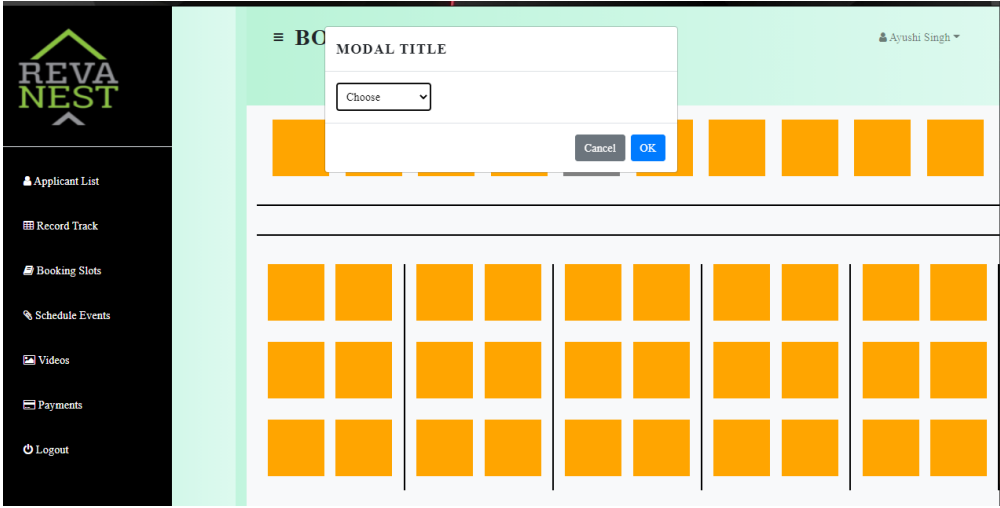 REVA
NEST
Applicant List
Record Track
Booking Slots
Schedule Events
Videos
Payments
Logout
≡ BO
Ayushi Singh
MODAL TITLE
Choose
Cancel OK